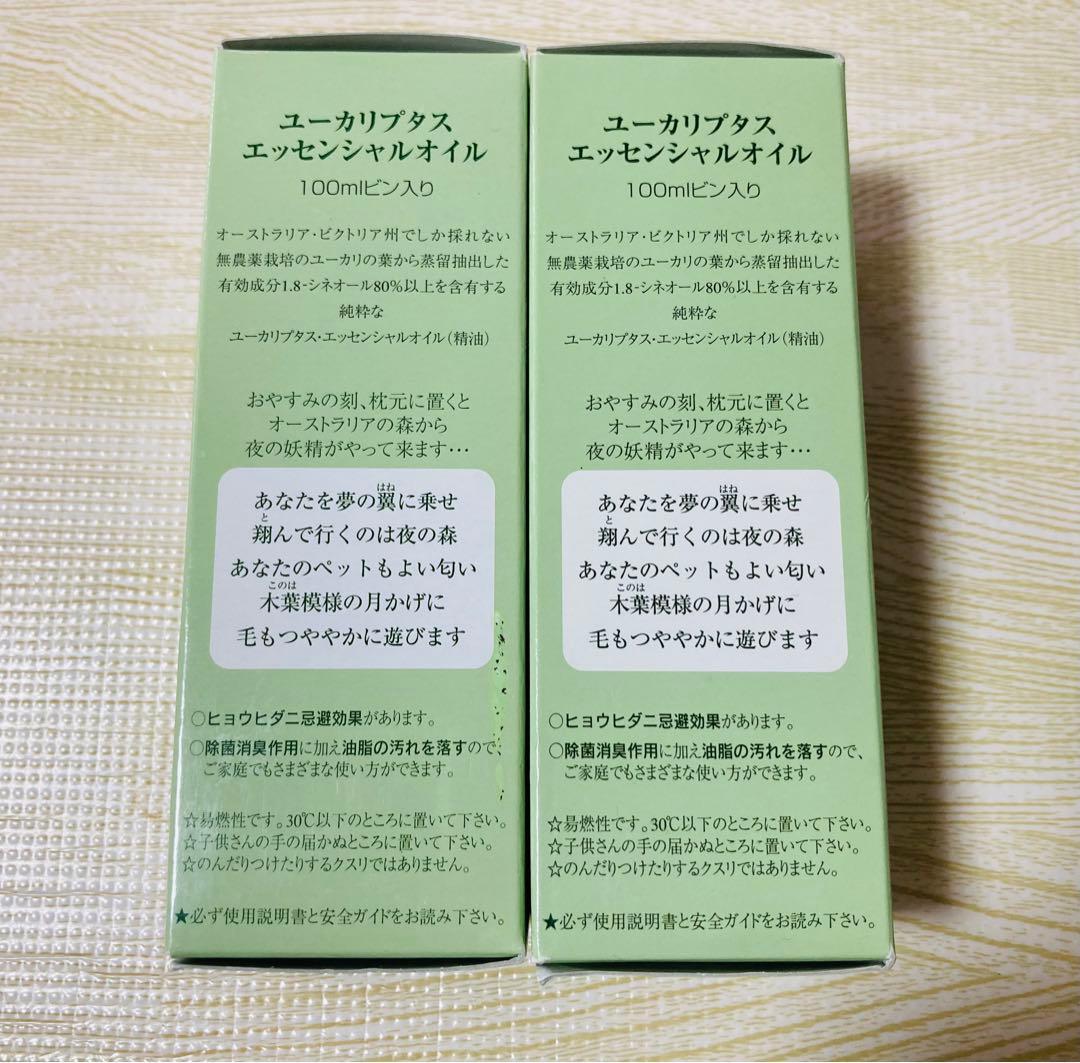 ユーカリプタス
エッセンシャルオイル
100mlビン入り
オーストラリア・ビクトリア州でしか採れない
無農薬栽培のユーカリの葉から蒸留抽出した
有効成分1.8-シネオール80%以上を含有する
純粋な
ユーカリプタス・エッセンシャルオイル(精油)
おやすみの刻、枕元に置くと
オーストラリアの森から
夜の妖精がやって来ます…
はね
あなたを夢の翼に乗せ
と
翔んで行くのは夜の森
あなたのペットもよい匂い
このは
木葉模様の月かげに
毛もつややかに遊びます
○ヒョウヒダニ忌避効果があります。
○除菌消臭作用に加え油脂の汚れを落すので、
ご家庭でもさまざまな使い方ができます。
☆易燃性です。30℃以下のところに置いて下さい。
☆子供さんの手の届かぬところに置いて下さい。
☆のんだりつけたりするクスリではありません。
★必ず使用説明書と安全ガイドをお読み下さい。
ユーカリプタス
エッセンシャルオイル
100mlビン入り
オーストラリア・ビクトリア州でしか採れない
無農薬栽培のユーカリの葉から蒸留抽出した
有効成分1.8-シネオール80%以上を含有する
純粋な
ユーカリプタス・エッセンシャルオイル(精油)
おやすみの刻、枕元に置くと
オーストラリアの森から
夜の妖精がやって来ます…
はね
あなたを夢の翼に乗せ
と
翔んで行くのは夜の森
あなたのペットもよい匂い
このは
木葉模様の月かげに
毛もつややかに遊びます
○ヒョウヒダニ忌避効果があります。
○除菌消臭作用に加え油脂の汚れを落すので、
ご家庭でもさまざまな使い方ができます。
☆易燃性です。30℃以下のところに置いて下さい。
☆子供さんの手の届かぬところに置いて下さい。
☆のんだりつけたりするクスリではありません。
★必ず使用説明書と安全ガイドをお読み下さい。